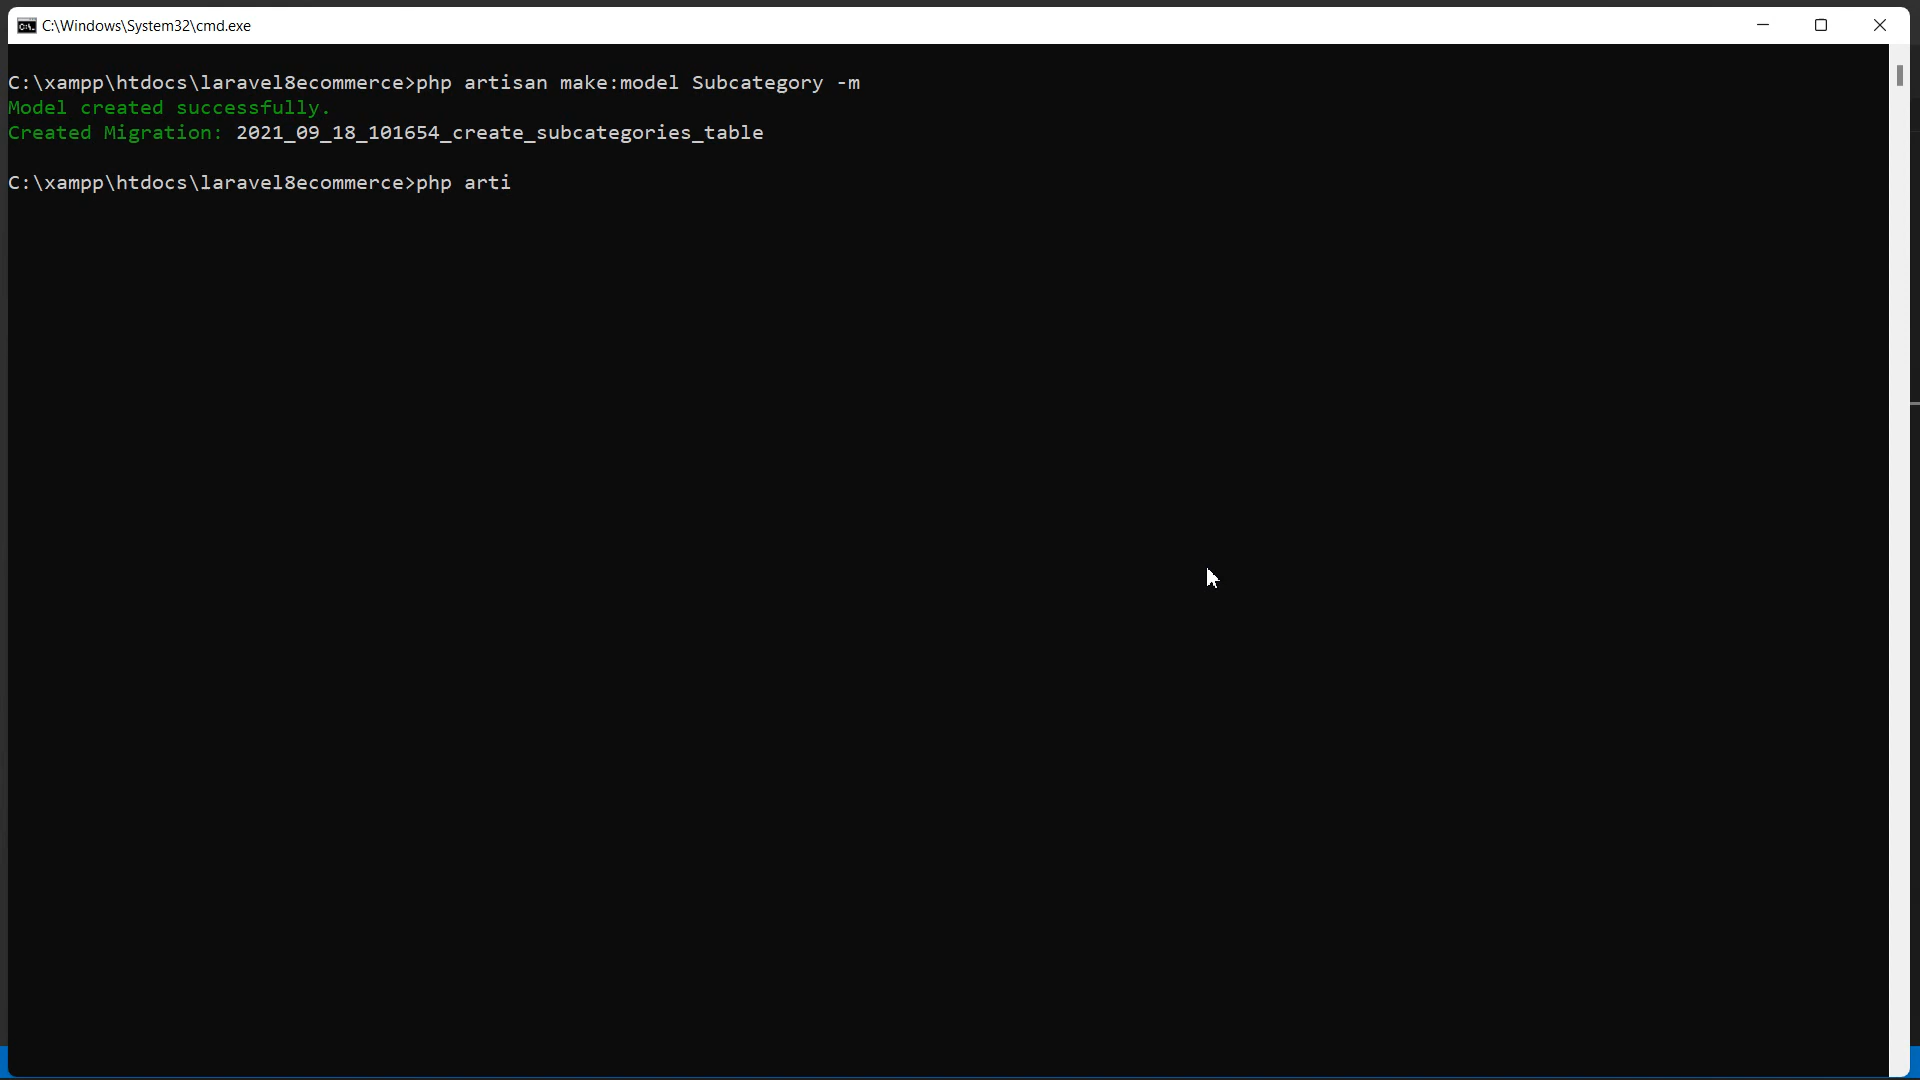 C:\Windows\System32\cmd.exe
C:\xampp\htdocs\laravel8ecommerce>php artisan make:model Subcategory -m
Model created successfully.
Created Migration: 2021_09_18_101654_create_subcategories_table
C:\xampp\htdocs\laravel8ecommerce>php arti